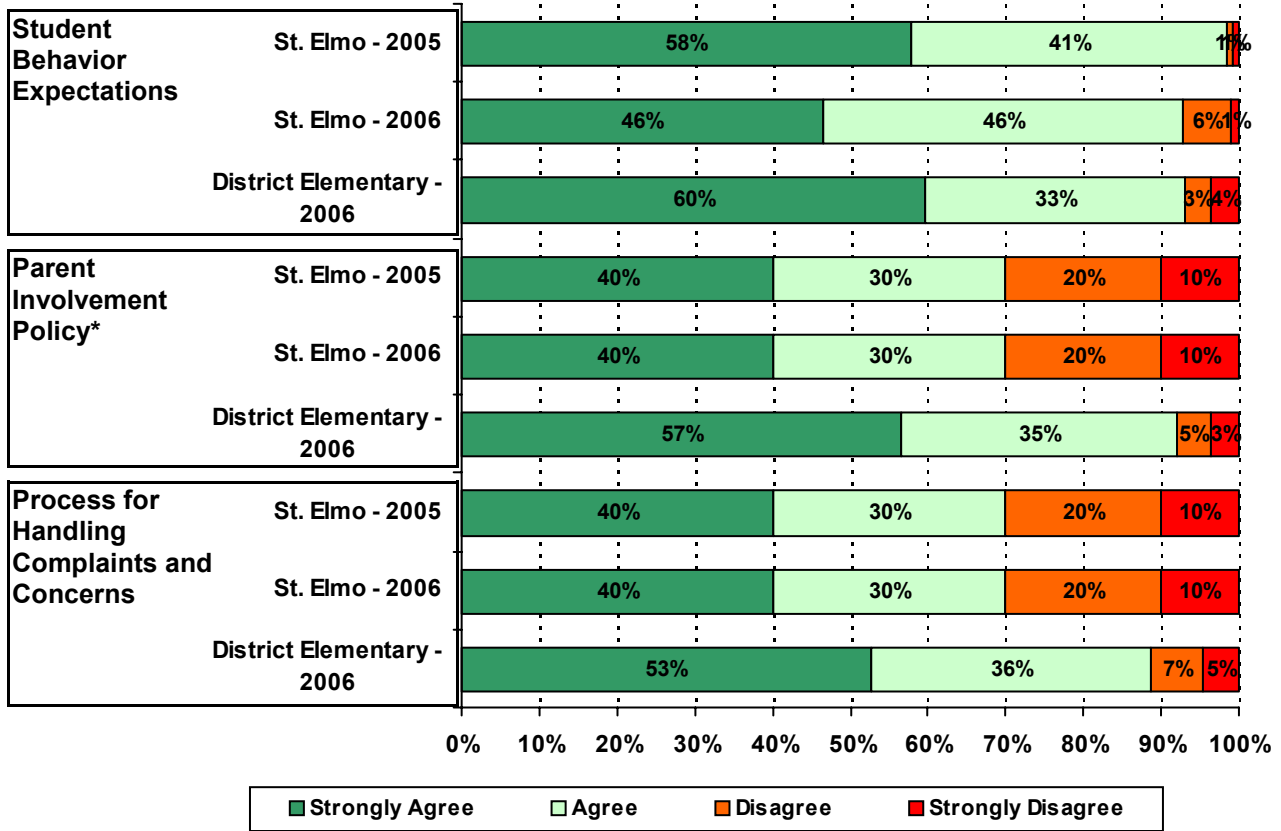 Student
Behavior
Expectations
St. Elmo - 2005
58%
41%
1%
1%
St. Elmo - 2006
46%
46%
6%
1%
District Elementary -
2006
60%
33%
3%
4%
Parent
Involvement
Policy*
St. Elmo - 2005
40%
30%
20%
10%
St. Elmo - 2006
40%
30%
20%
10%
District Elementary -
2006
57%
35%
5%
3%
Process for
Handling
Complaints and
Concerns
St. Elmo - 2005
40%
30%
20%
10%
St. Elmo - 2006
40%
30%
20%
10%
District Elementary -
2006
53%
36%
7%
5%
0% 10% 20% 30% 40% 50% 60% 70% 80% 90% 100%
Strongly Agree Agree Disagree Strongly Disagree